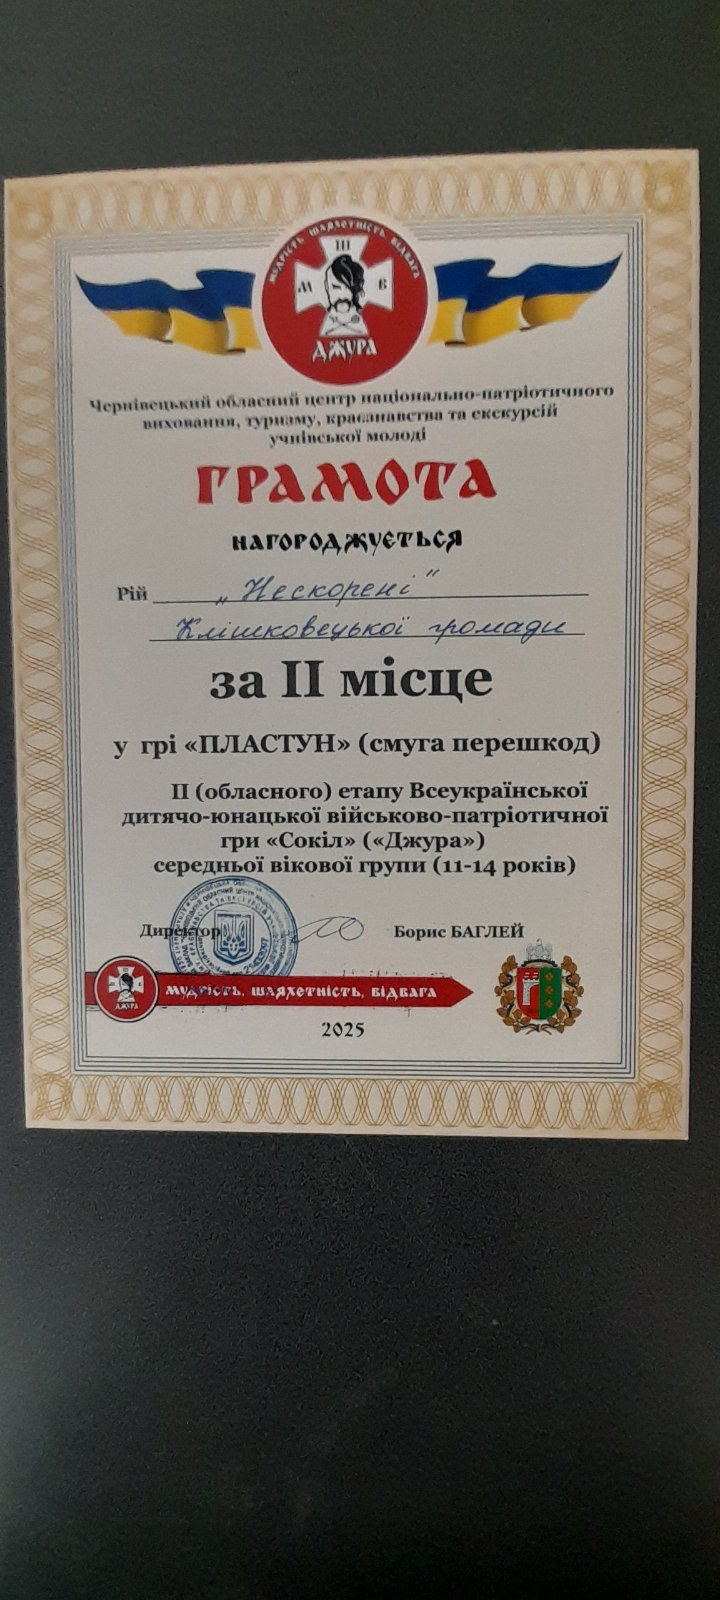 МУДРІСТЬ, ШЛЯХЕТНІСТЬ, ВІДВАГА
Ш
М В
ДЖУРА
Чернівецький обласний центр національно-патріотичного
виховання, туризму, краєзнавства та екскурсій
учнівської молоді
ГРАМОТА
НАГОРОДЖУЄТЬСЯ
Рій „Нескорені"
Клішковецької громади
за ІІ місце
у грі «ПЛАСТУН» (смуга перешкод)
ІІ (обласного) етапу Всеукраїнської
дитячо-юнацької військово-патріотичної
гри «Сокіл» («Джура»)
середньої вікової групи (11-14 років)
Директор Борис БАГЛЕЙ
ДЖУРА
МУДРІСТЬ, ШЛЯХЕТНІСТЬ, ВІДВАГА
2025